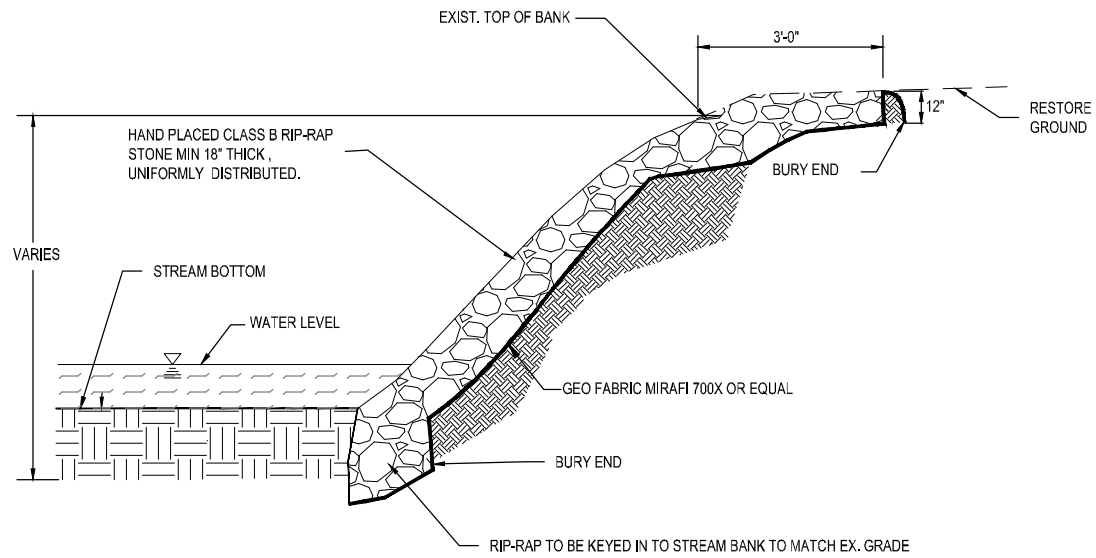 EXIST. TOP OF BANK
3'-0"
12"
RESTORE
GROUND
HAND PLACED CLASS B RIP-RAP
STONE MIN 18" THICK ,
UNIFORMLY DISTRIBUTED.
BURY END
VARIES
STREAM BOTTOM
WATER LEVEL
GEO FABRIC MIRAFI 700X OR EQUAL
BURY END
RIP-RAP TO BE KEYED IN TO STREAM BANK TO MATCH EX. GRADE